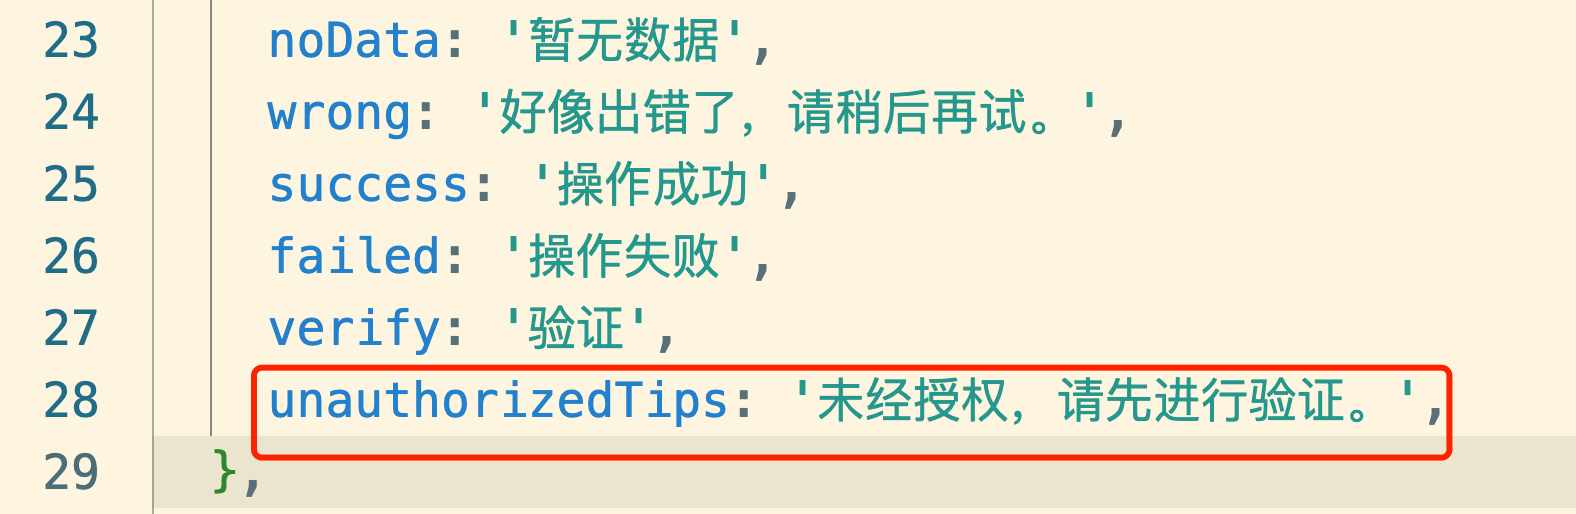 23 noData: '暂无数据',
24 wrong: '好像出错了，请稍后再试。',
25 success: '操作成功',
26 failed: '操作失败',
27 verify: '验证',
28 unauthorizedTips: '未经授权，请先进行验证。',
29 },